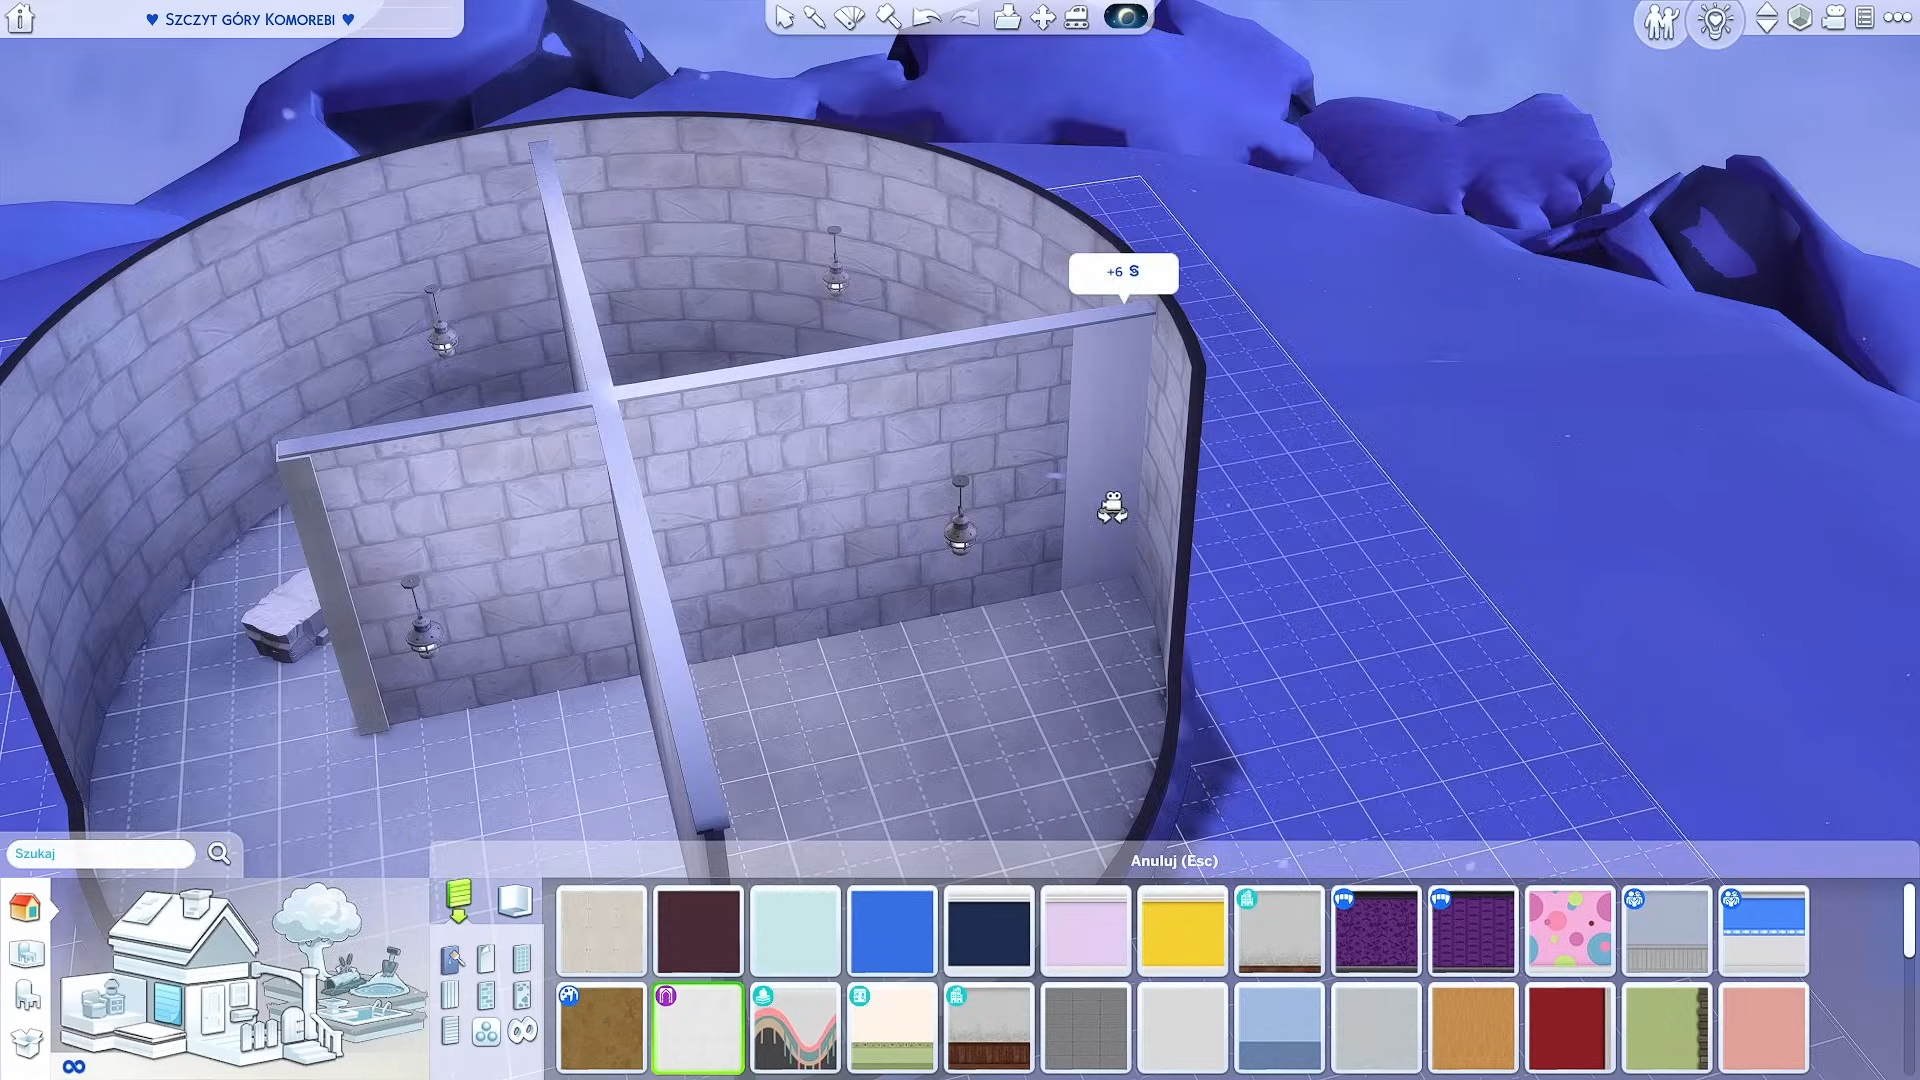 ♥ Szczyt góry Komorebi ♥
+6 §
Szukaj
Anuluj (Esc)